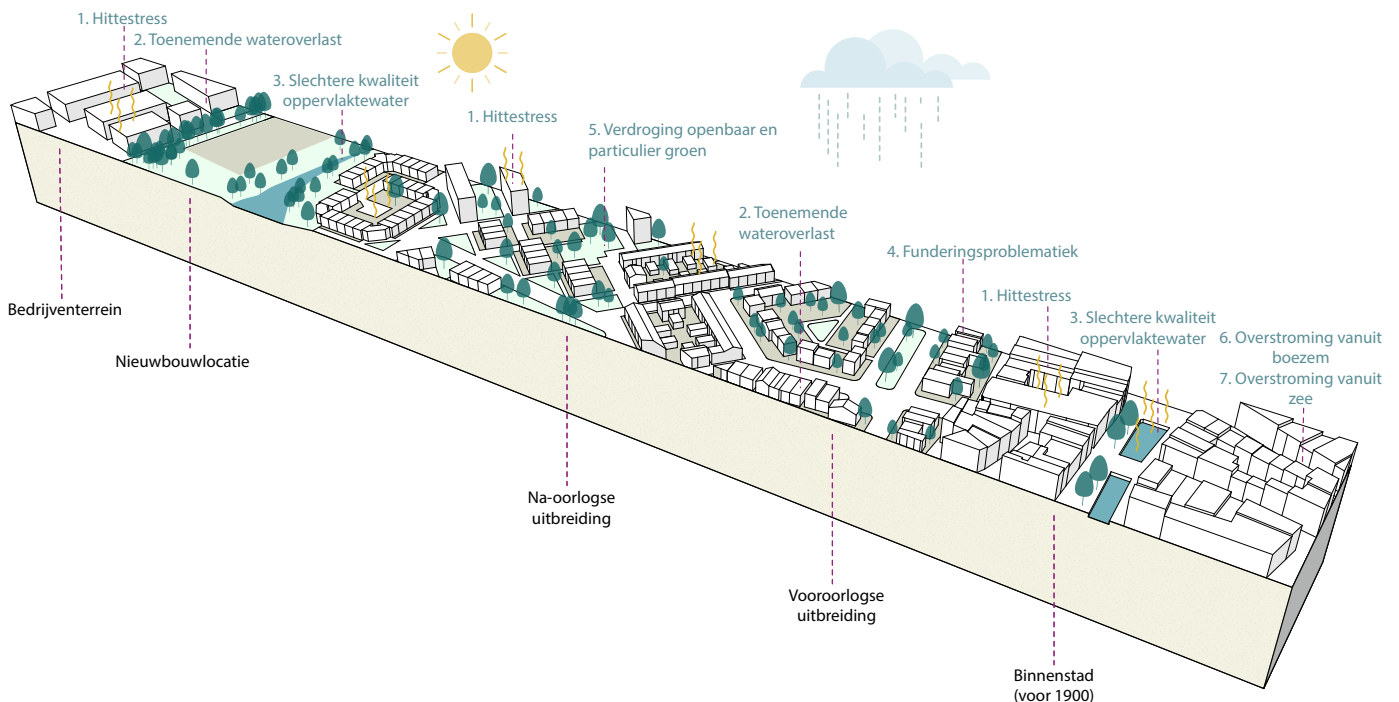 1. Hittestress
2. Toenemende wateroverlast
3. Slechtere kwaliteit
oppervlaktewater
1. Hittestress
5. Verdroging openbaar en
particulier groen
2. Toenemende
wateroverlast
4. Funderingsproblematiek
1. Hittestress
3. Slechtere kwaliteit
oppervlaktewater
6. Overstroming vanuit
boezem
7. Overstroming vanuit
zee
Bedrijventerrein
Nieuwbouwlocatie
Na-oorlogse
uitbreiding
Vooroorlogse
uitbreiding
Binnenstad
(voor 1900)